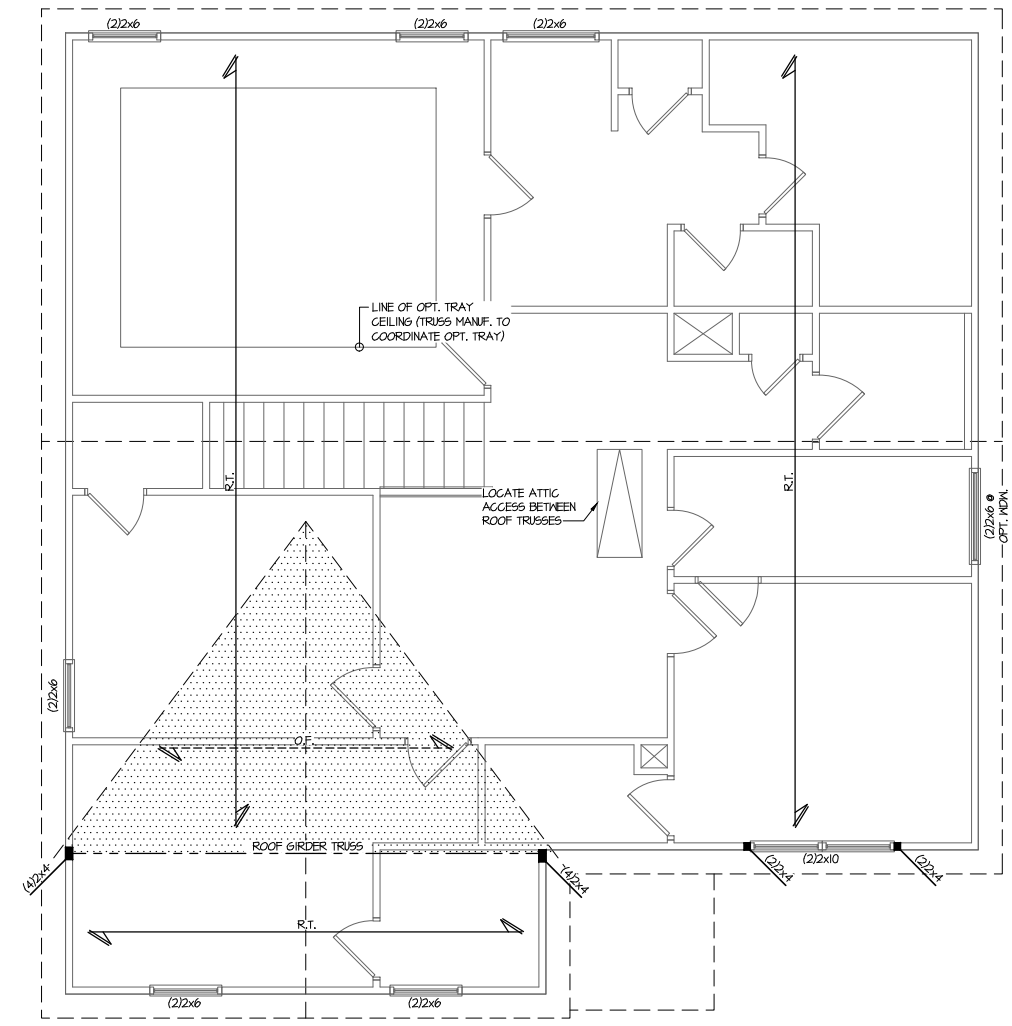 (2)2x6
(2)2x6
(2)2x6
LINE OF OPT. TRAY
CEILING (TRUSS MANUF. TO
COORDINATE OPT. TRAY)
R.T.
R.T.
LOCATE ATTIC
ACCESS BETWEEN
ROOF TRUSSES
(2)2x6 @
OPT. WDW.
(2)2x6
O.F.
ROOF GIRDER TRUSS
(4)2x4
(4)2x4
(2)2x4
(2)2x10
(2)2x4
R.T.
(2)2x6
(2)2x6